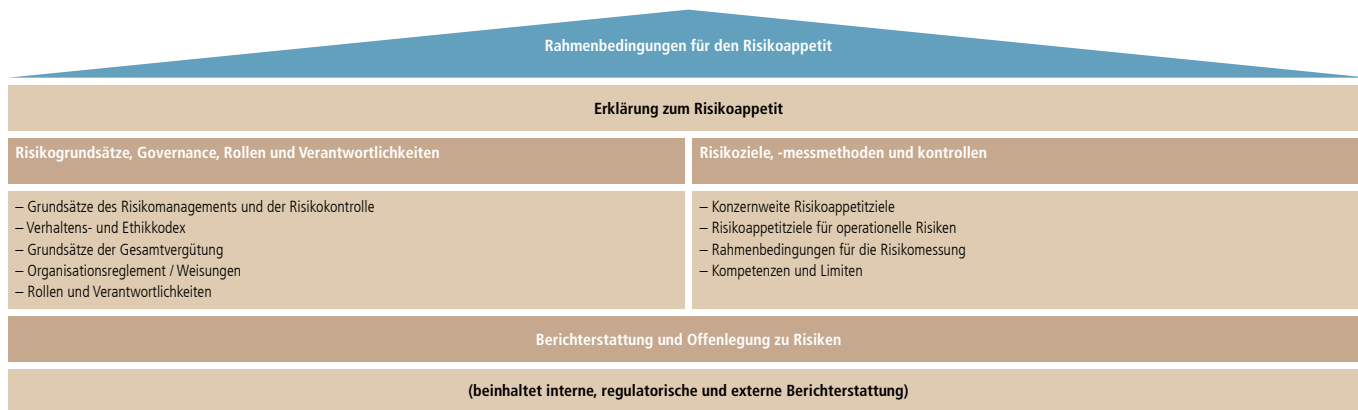 Rahmenbedingungen für den Risikoappetit
Erklärung zum Risikoappetit
Risikogrundsätze, Governance, Rollen und Verantwortlichkeiten
– Grundsätze des Risikomanagements und der Risikokontrolle
– Verhaltens- und Ethikkodex
– Grundsätze der Gesamtvergütung
– Organisationsreglement / Weisungen
– Rollen und Verantwortlichkeiten
Risikoziele, -messmethoden und kontrollen
– Konzernweite Risikoappetitziele
– Risikoappetitziele für operationelle Risiken
– Rahmenbedingungen für die Risikomessung
– Kompetenzen und Limiten
Berichterstattung und Offenlegung zu Risiken
(beinhaltet interne, regulatorische und externe Berichterstattung)